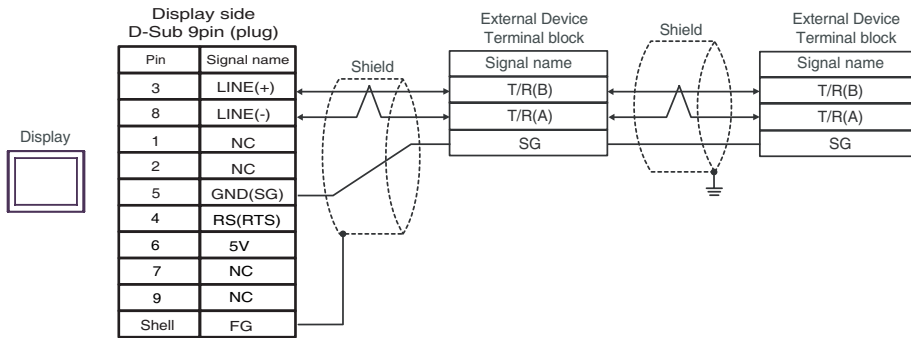 Display side
D-Sub 9pin (plug)
Pin Signal name
3 LINE(+)
8 LINE(-)
1 NC
2 NC
5 GND(SG)
4 RS(RTS)
6 5V
7 NC
9 NC
Shell FG
Display
Shield
External Device
Terminal block
Signal name
T/R(B)
T/R(A)
SG
Shield
External Device
Terminal block
Signal name
T/R(B)
T/R(A)
SG